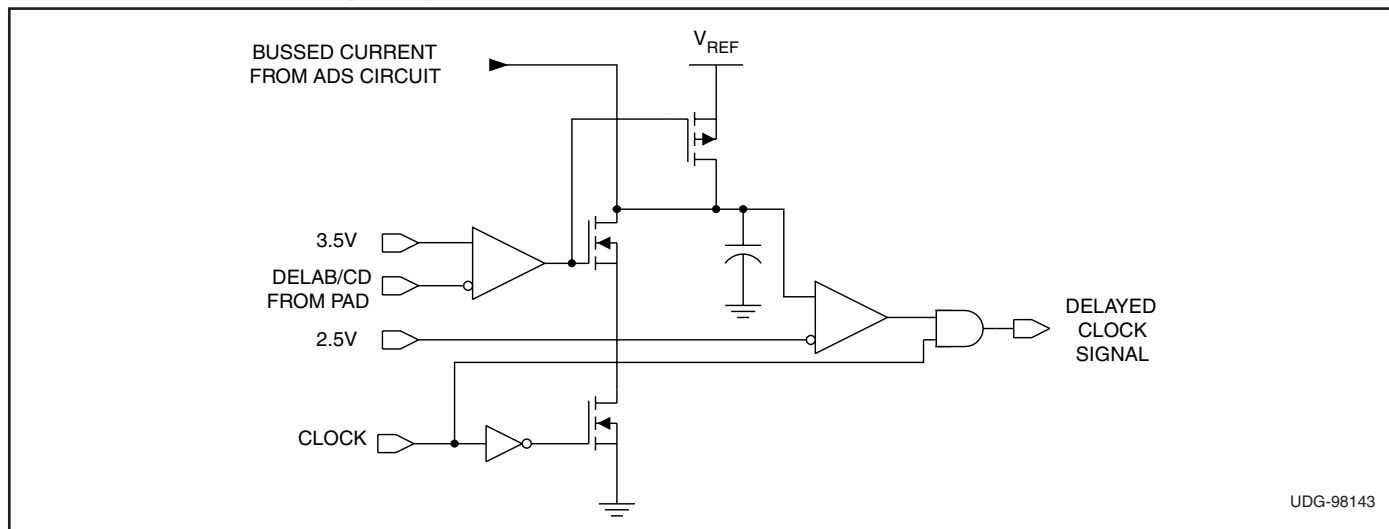 BUSSED CURRENT
FROM ADS CIRCUIT
VREF
3.5V
DELAB/CD
FROM PAD
2.5V
DELAYED
CLOCK
SIGNAL
CLOCK
UDG-98143